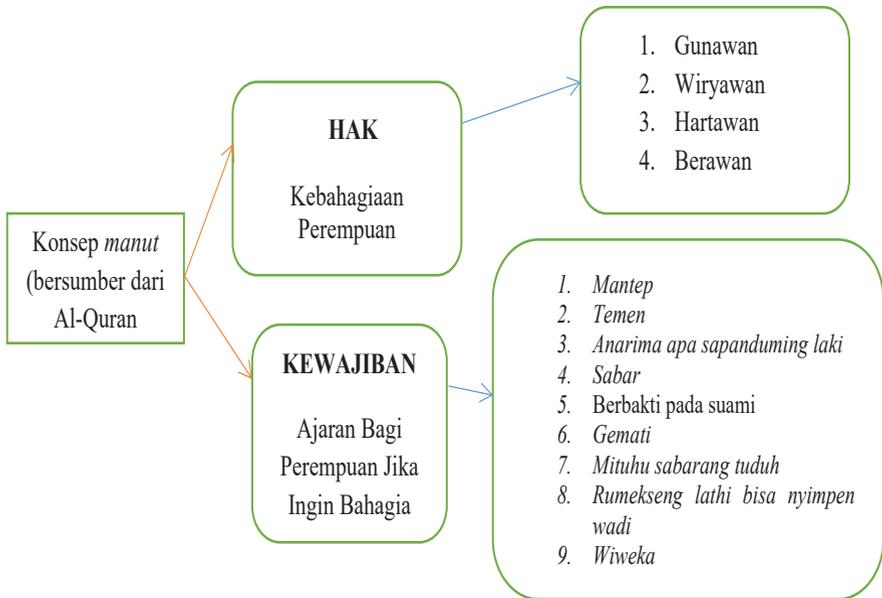 Konsep manut
(bersumber dari
Al-Quran
HAK
Kebahagiaan
Perempuan
1. Gunawan
2. Wiryawan
3. Hartawan
4. Berawan
KEWAJIBAN
Ajaran Bagi
Perempuan Jika
Ingin Bahagia
1. Mantep
2. Temen
3. Anarima apa sapanduming laki
4. Sabar
5. Berbakti pada suami
6. Gemati
7. Mituhu sabarang tuduh
8. Rumekseng lathi bisa nyimpen
wadi
9. Wiweka